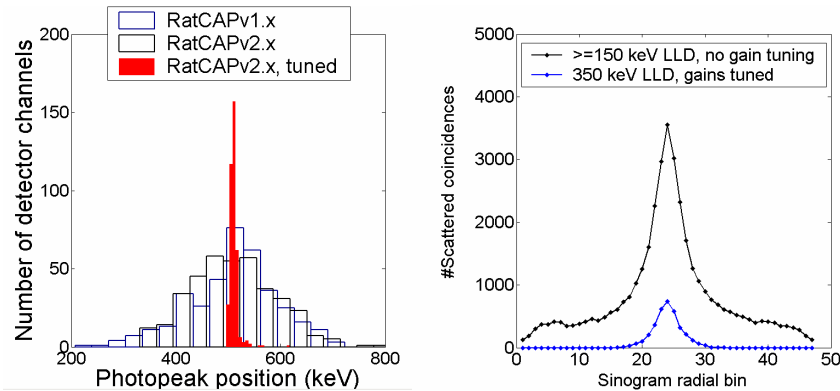 RatCAPv1.x
RatCAPv2.x
RatCAPv2.x, tuned
Number of detector channels
200
150
100
50
0
200
400
600
800
Photopeak position (keV)
>=150 keV LLD, no gain tuning
350 keV LLD, gains tuned
#Scattered coincidences
5000
4000
3000
2000
1000
0
0
10
20
30
40
50
Sinogram radial bin